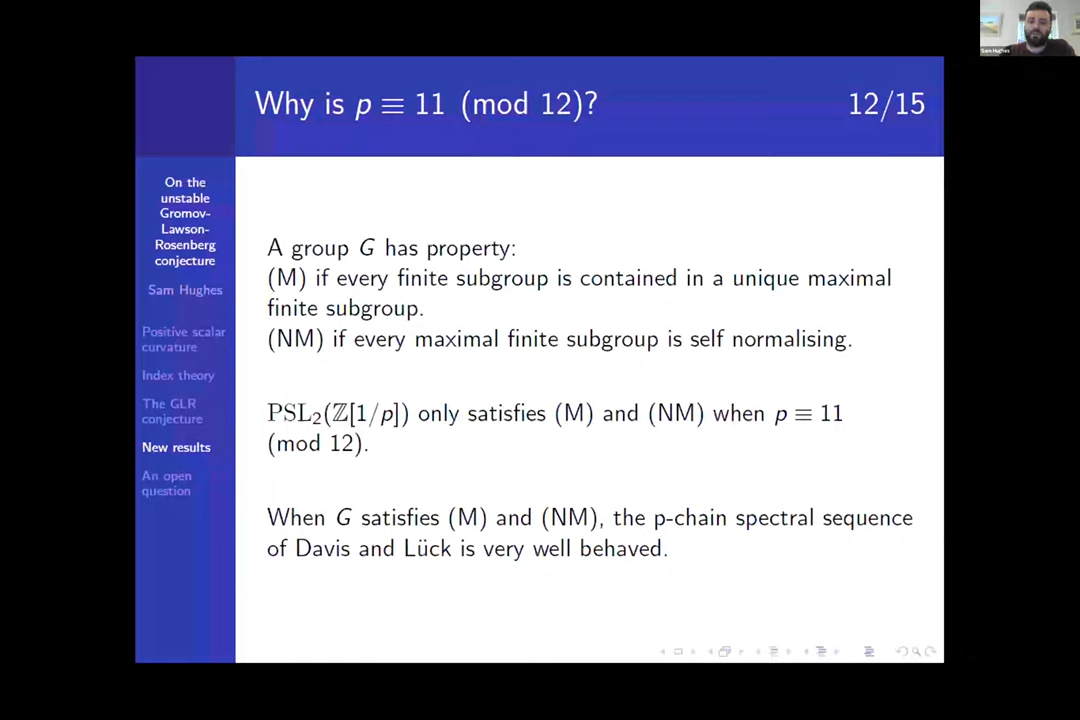 Sam Hughes
Why is p ≡ 11 (mod 12)?
12/15
On the
unstable
Gromov-
Lawson-
Rosenberg
conjecture
Sam Hughes
Positive scalar
curvature
Index theory
The GLR
conjecture
New results
An open
question
A group G has property:
(M) if every finite subgroup is contained in a unique maximal
finite subgroup.
(NM) if every maximal finite subgroup is self normalising.
PSL₂(ℤ[1/p]) only satisfies (M) and (NM) when p ≡ 11
(mod 12).
When G satisfies (M) and (NM), the p-chain spectral sequence
of Davis and Lück is very well behaved.